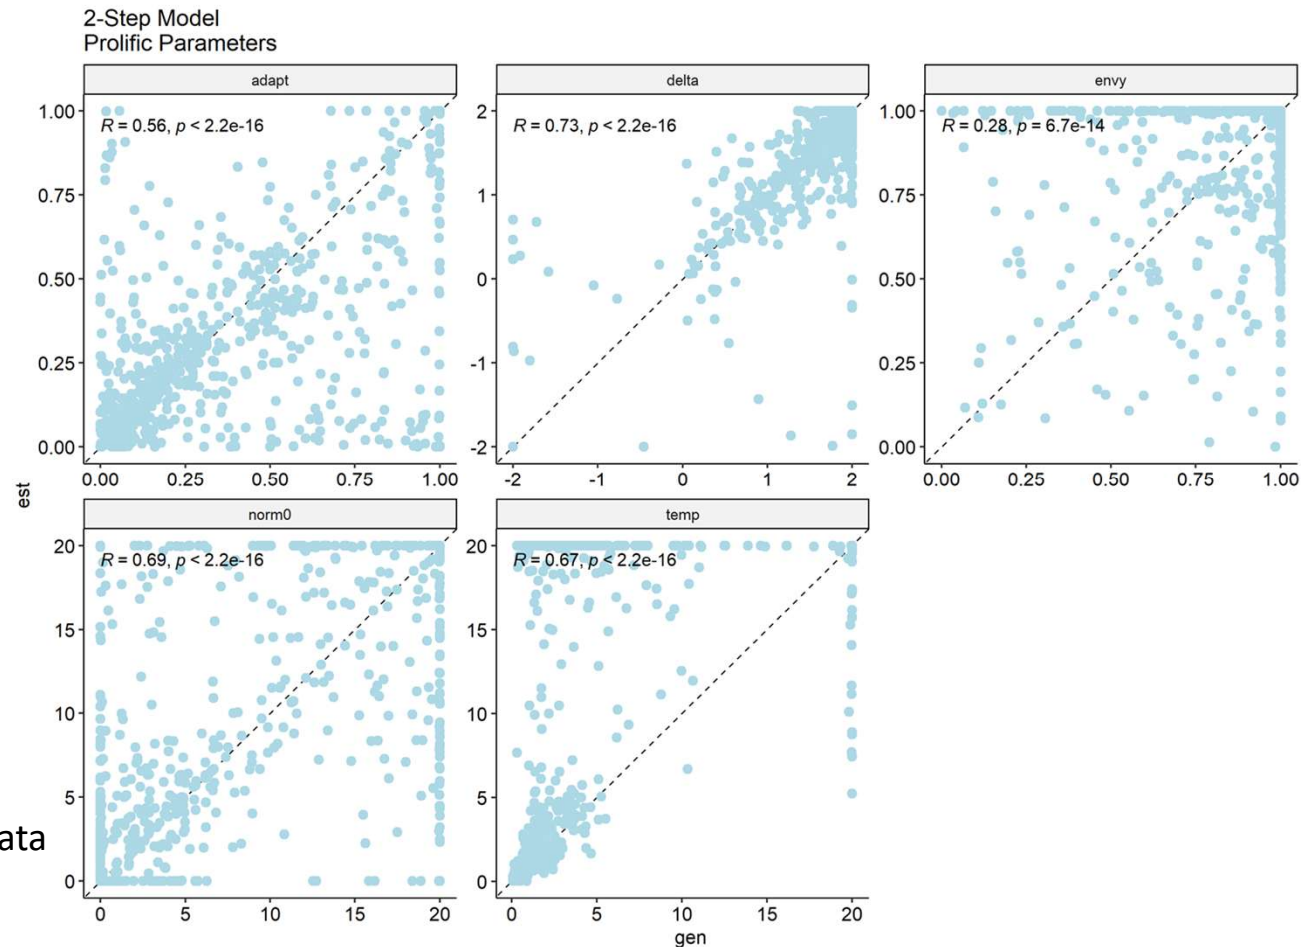 2-Step Model
Prolific Parameters
adapt
delta
envy
R = 0.56, p < 2.2e-16
R = 0.73, p < 2.2e-16
R = 0.28, p = 6.7e-14
1.00
0.75
0.50
0.25
0.00
2
1
0
-1
-2
1.00
0.75
0.50
0.25
0.00
0.00 0.25 0.50 0.75 1.00
-2 -1 0 1 2
0.00 0.25 0.50 0.75 1.00
est
norm0
temp
R = 0.69, p < 2.2e-16
R = 0.67, p < 2.2e-16
20
15
10
5
0
20
15
10
5
0
ata
0 5 10 15 20
0 5 10 15 20
gen